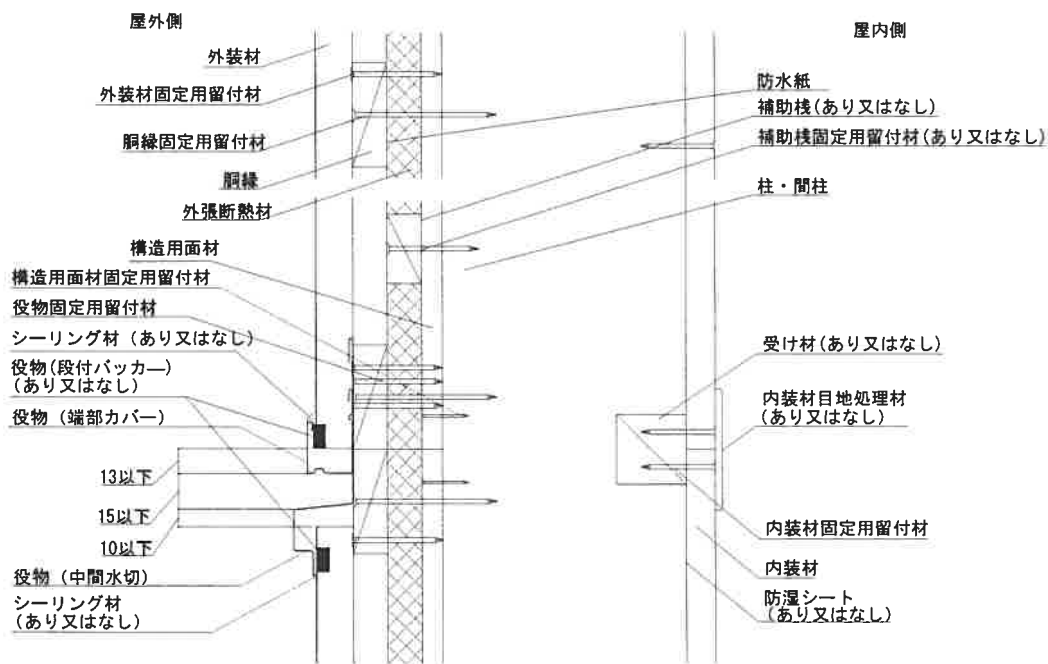 屋外側
外装材
外装材固定用留付材
胴縁固定用留付材
胴縁
外張断熱材
構造用面材
構造用面材固定用留付材
役物固定用留付材
シーリング材（あり又はなし）
役物(段付バッカー)
(あり又はなし)
役物（端部カバー）
13以下
15以下
10以下
役物（中間水切）
シーリング材
(あり又はなし)
屋内側
防水紙
補助桟(あり又はなし)
補助桟固定用留付材(あり又はなし)
柱・間柱
受け材(あり又はなし)
内装材目地処理材
(あり又はなし)
内装材固定用留付材
内装材
防湿シート
(あり又はなし)